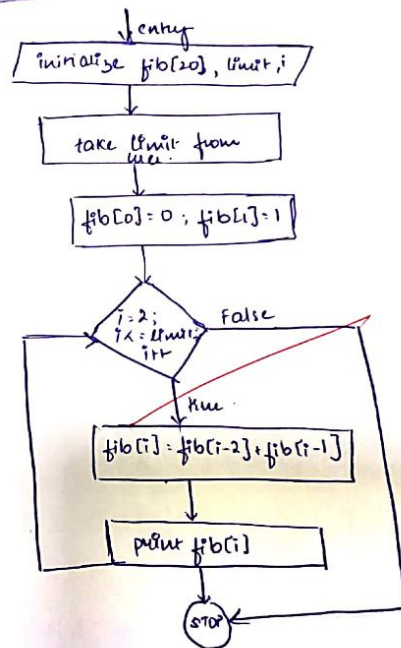 entry
initialize fib[20], limit, i
take limit from
user.
fib[0]=0 ; fib[1]=1
i=2;
i<=limit;
i++
False
true
fib[i]=fib[i-2]+fib[i-1]
print fib[i]
STOP